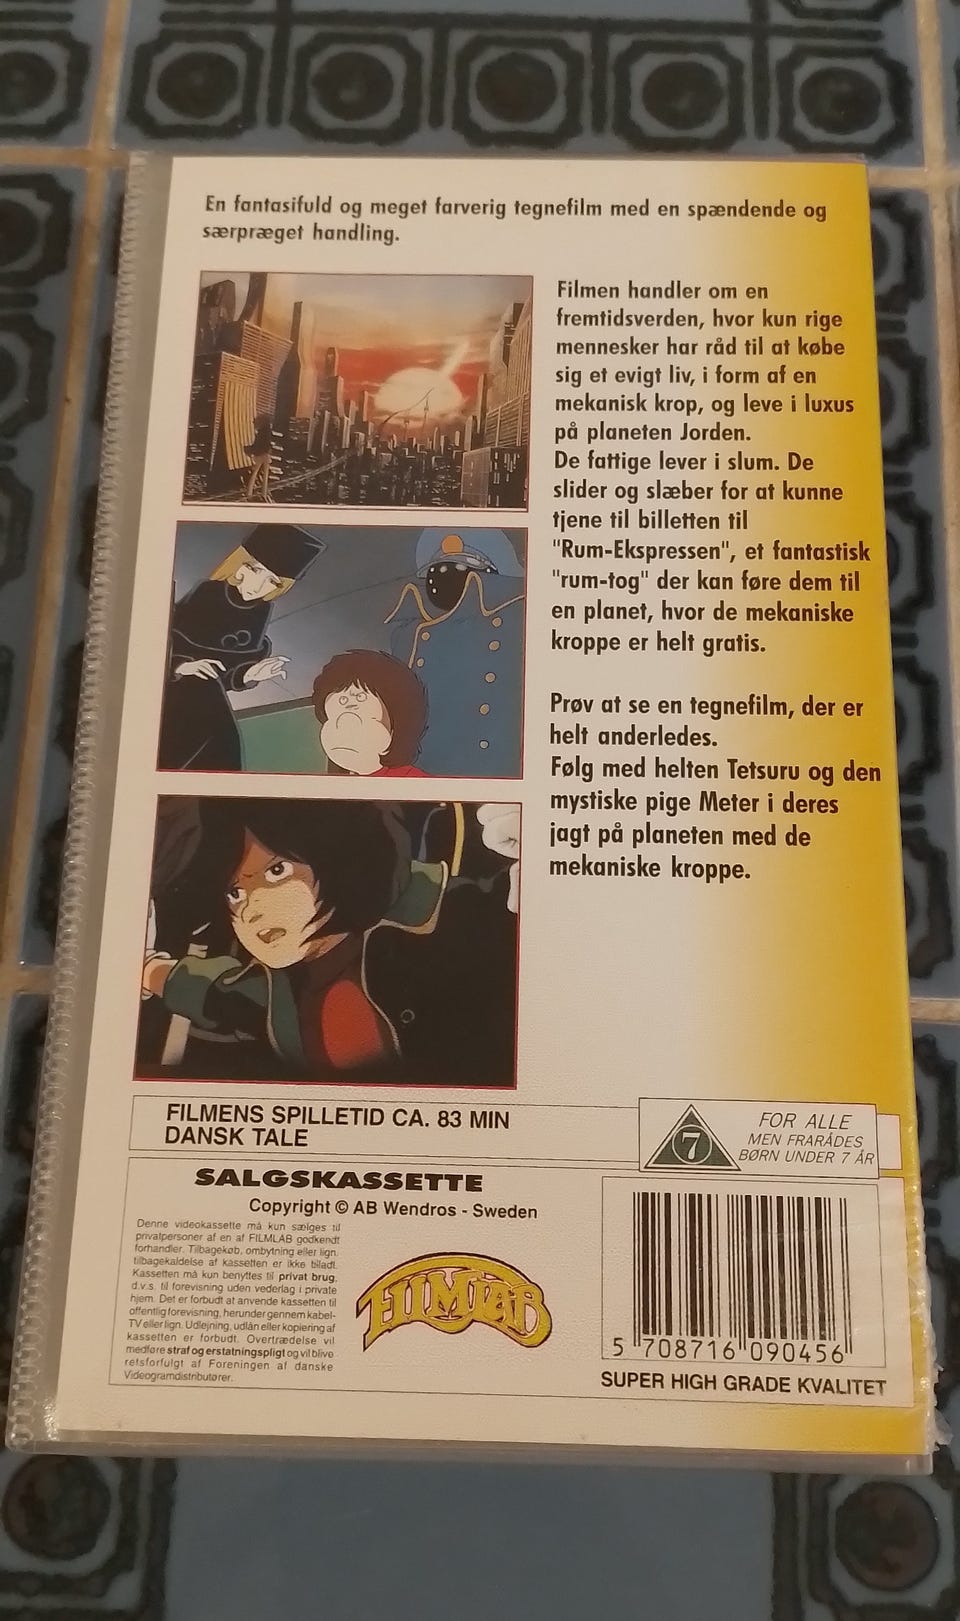 En fantasifuld og meget farverig tegnefilm med en spændende og
særpræget handling.
Filmen handler om en
fremtidsverden, hvor kun rige
mennesker har råd til at købe
sig et evigt liv, i form af en
mekanisk krop, og leve i luxus
på planeten Jorden.
De fattige lever i slum. De
slider og slæber for at kunne
tjene til billetten til
"Rum-Ekspressen", et fantastisk
"rum-tog" der kan føre dem til
en planet, hvor de mekaniske
kroppe er helt gratis.
Prøv at se en tegnefilm, der er
helt anderledes.
Følg med helten Tetsuru og den
mystiske pige Meter i deres
jagt på planeten med de
mekaniske kroppe.
FILMENS SPILLETID CA. 83 MIN
DANSK TALE
7
FOR ALLE
MEN FRARÅDES
BØRN UNDER 7 ÅR
SALGSKASSETTE
Copyright © AB Wendros - Sweden
Denne videokassette må kun sælges til
privatpersoner af en af FILMLAB godkendt
forhandler. Tilbagekøb, ombytning eller lign.
tilbagekaldelse af kassetten er ikke tilladt.
Kassetten må kun benyttes til privat brug,
d.v.s. til forevisning uden vederlag i private
hjem. Det er forbudt at anvende kassetten til
offentlig forevisning, herunder gennem kabel-
TV eller lign. Udlejning, udlån eller kopiering af
kassetten er forbudt. Overtrædelse vil
medføre straf og erstatningspligt og vil blive
retsforfulgt af Foreningen af danske
Videogramdistributører.
FILMLAB
5 708716 090456
SUPER HIGH GRADE KVALITET